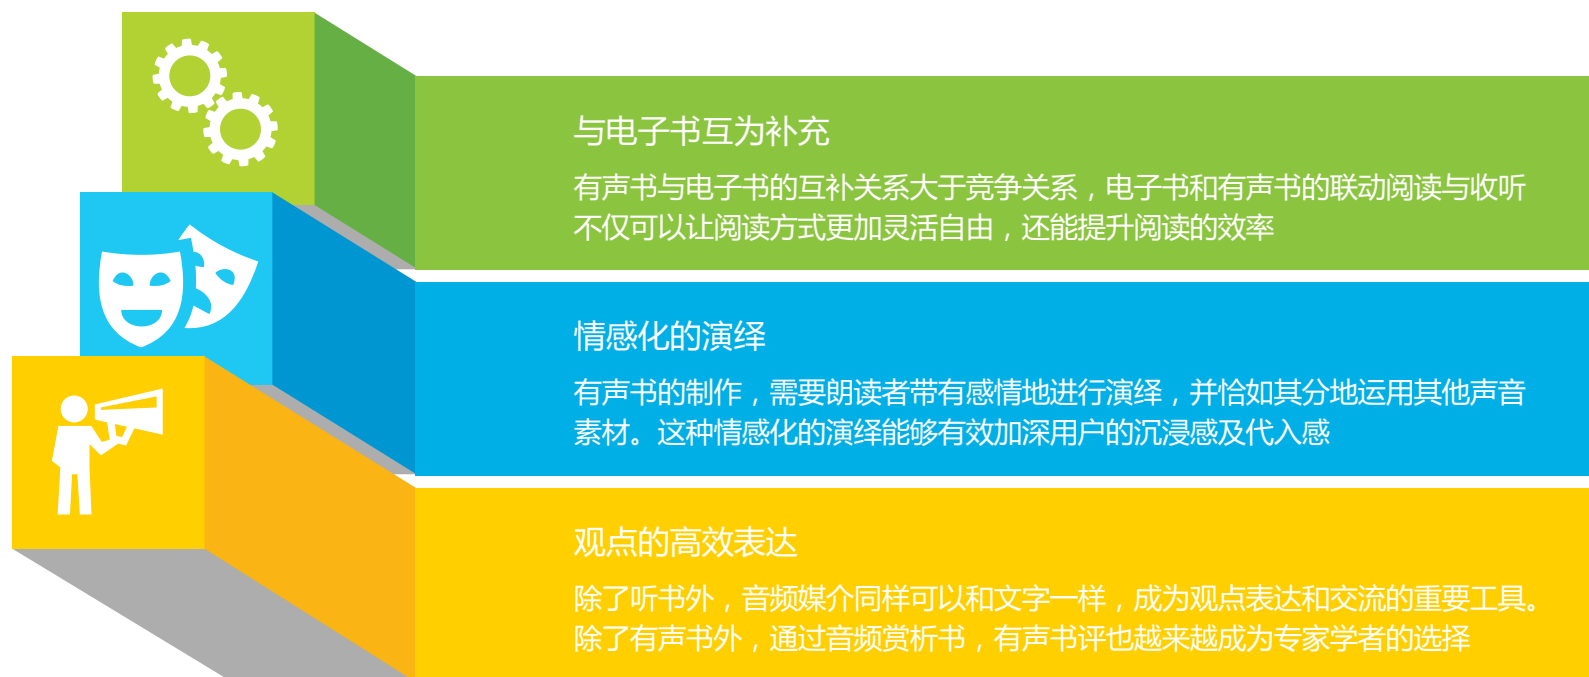 与电子书互为补充
有声书与电子书的互补关系大于竞争关系，电子书和有声书的联动阅读与收听
不仅可以让阅读方式更加灵活自由，还能提升阅读的效率
情感化的演绎
有声书的制作，需要朗读者带有感情地进行演绎，并恰如其分地运用其他声音
素材。这种情感化的演绎能够有效加深用户的沉浸感及代入感
观点的高效表达
除了听书外，音频媒介同样可以和文字一样，成为观点表达和交流的重要工具。
除了有声书外，通过音频赏析书，有声书评也越来越成为专家学者的选择